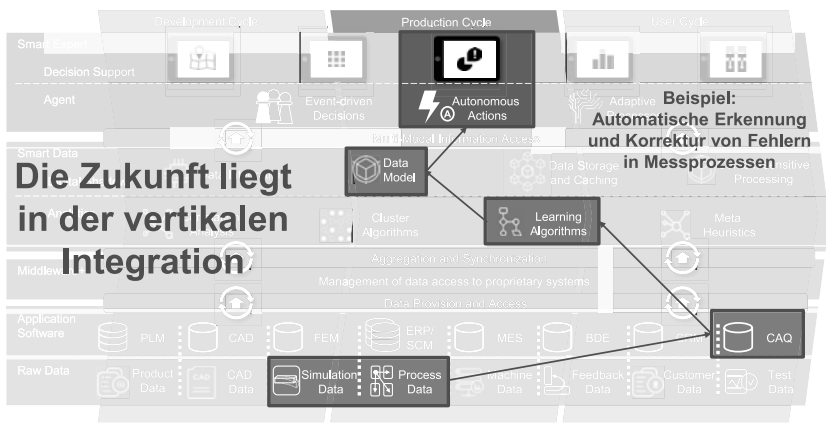 Development Cycle
Production Cycle
User Cycle
Smart Expert
Decision Support
Agent
Event-driven
Decisions
Autonomous
Actions
Adaptive
Beispiel:
Automatische Erkennung
und Korrektur von Fehlern
in Messprozessen
Multi-Modal Information Access
Smart Data
Data
Model
Data Storage
and Caching
Processing
Die Zukunft liegt
in der vertikalen
Integration
Analysis
Cluster
Algorithms
Learning
Algorithms
Meta
Heuristics
Aggregation and Synchronization
Management of data access to proprietary systems
Data Provision and Access
Application
Software
PLM
CAD
FEM
ERP/
SCM
MES
BDE
CRM
CAQ
Raw Data
Product
Data
CAD
CAD
Data
Simulation
Data
Process
Data
Machine
Data
Feedback
Data
Customer
Data
Test
Data